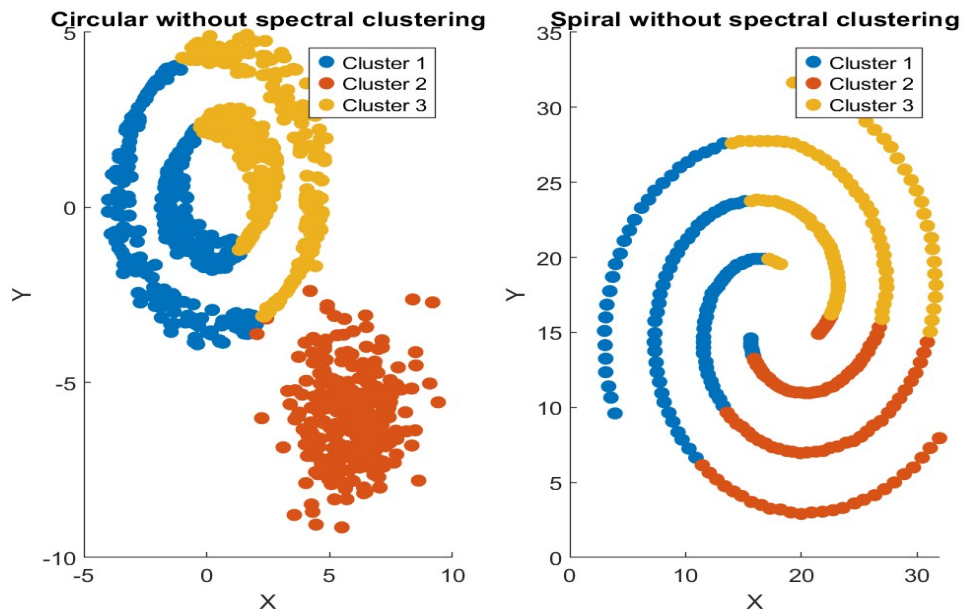 Circular without spectral clustering
5
0
-5
-10
-5
0
5
10
X
Y
Cluster 1
Cluster 2
Cluster 3
Spiral without spectral clustering
35
30
25
20
15
10
5
0
0
10
20
30
X
Y
Cluster 1
Cluster 2
Cluster 3